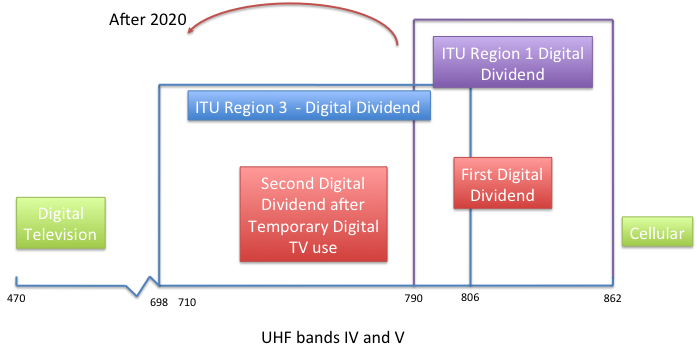 After 2020
ITU Region 1 Digital
Dividend
ITU Region 3 - Digital Dividend
Second Digital
Dividend after
Temporary Digital
TV use
First Digital
Dividend
Digital
Television
Cellular
470
698
710
790
806
862
UHF bands IV and V